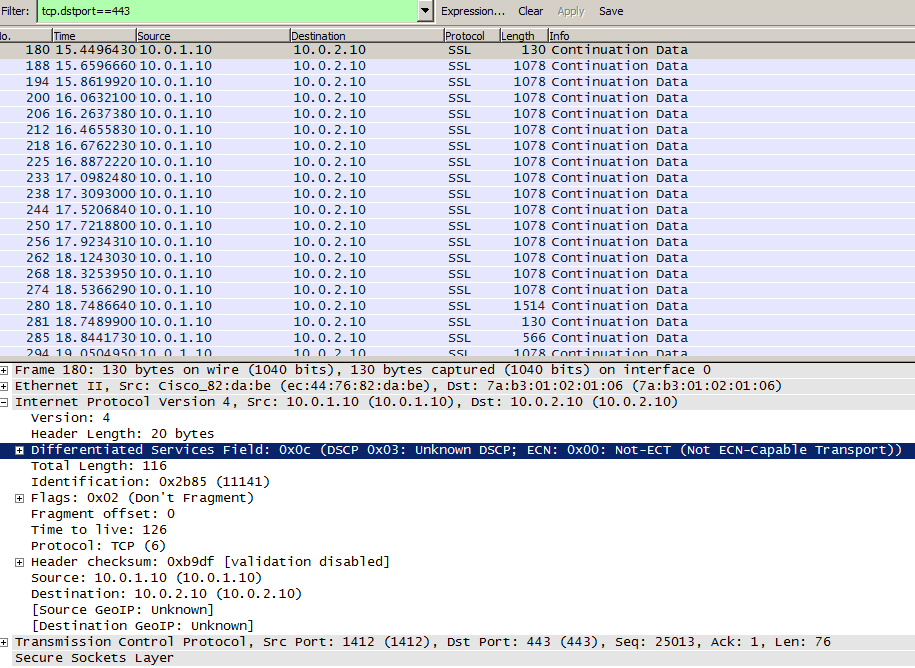 Filter: tcp.dstport==443 Expression... Clear Apply Save
No. Time Source Destination Protocol Length Info
180 15.4496430 10.0.1.10 10.0.2.10 SSL 130 Continuation Data
188 15.6596660 10.0.1.10 10.0.2.10 SSL 1078 Continuation Data
194 15.8619920 10.0.1.10 10.0.2.10 SSL 1078 Continuation Data
200 16.0632100 10.0.1.10 10.0.2.10 SSL 1078 Continuation Data
206 16.2637380 10.0.1.10 10.0.2.10 SSL 1078 Continuation Data
212 16.4655830 10.0.1.10 10.0.2.10 SSL 1078 Continuation Data
218 16.6762230 10.0.1.10 10.0.2.10 SSL 1078 Continuation Data
225 16.8872220 10.0.1.10 10.0.2.10 SSL 1078 Continuation Data
233 17.0982480 10.0.1.10 10.0.2.10 SSL 1078 Continuation Data
238 17.3093000 10.0.1.10 10.0.2.10 SSL 1078 Continuation Data
244 17.5206840 10.0.1.10 10.0.2.10 SSL 1078 Continuation Data
250 17.7218800 10.0.1.10 10.0.2.10 SSL 1078 Continuation Data
256 17.9234310 10.0.1.10 10.0.2.10 SSL 1078 Continuation Data
262 18.1243030 10.0.1.10 10.0.2.10 SSL 1078 Continuation Data
268 18.3253950 10.0.1.10 10.0.2.10 SSL 1078 Continuation Data
274 18.5366290 10.0.1.10 10.0.2.10 SSL 1078 Continuation Data
280 18.7486640 10.0.1.10 10.0.2.10 SSL 1514 Continuation Data
281 18.7489900 10.0.1.10 10.0.2.10 SSL 130 Continuation Data
285 18.8441730 10.0.1.10 10.0.2.10 SSL 566 Continuation Data
294 19.0504950 10.0.1.10 10.0.2.10 SSL 1078 Continuation Data
Frame 180: 130 bytes on wire (1040 bits), 130 bytes captured (1040 bits) on interface 0
Ethernet II, Src: Cisco_82:da:be (ec:44:76:82:da:be), Dst: 7a:b3:01:02:01:06 (7a:b3:01:02:01:06)
Internet Protocol Version 4, Src: 10.0.1.10 (10.0.1.10), Dst: 10.0.2.10 (10.0.2.10)
Version: 4
Header Length: 20 bytes
Differentiated Services Field: 0x0c (DSCP 0x03: Unknown DSCP; ECN: 0x00: Not-ECT (Not ECN-Capable Transport))
Total Length: 116
Identification: 0x2b85 (11141)
Flags: 0x02 (Don't Fragment)
Fragment offset: 0
Time to live: 126
Protocol: TCP (6)
Header checksum: 0xb9df [validation disabled]
Source: 10.0.1.10 (10.0.1.10)
Destination: 10.0.2.10 (10.0.2.10)
[Source GeoIP: Unknown]
[Destination GeoIP: Unknown]
Transmission Control Protocol, Src Port: 1412 (1412), Dst Port: 443 (443), Seq: 25013, Ack: 1, Len: 76
Secure Sockets Layer